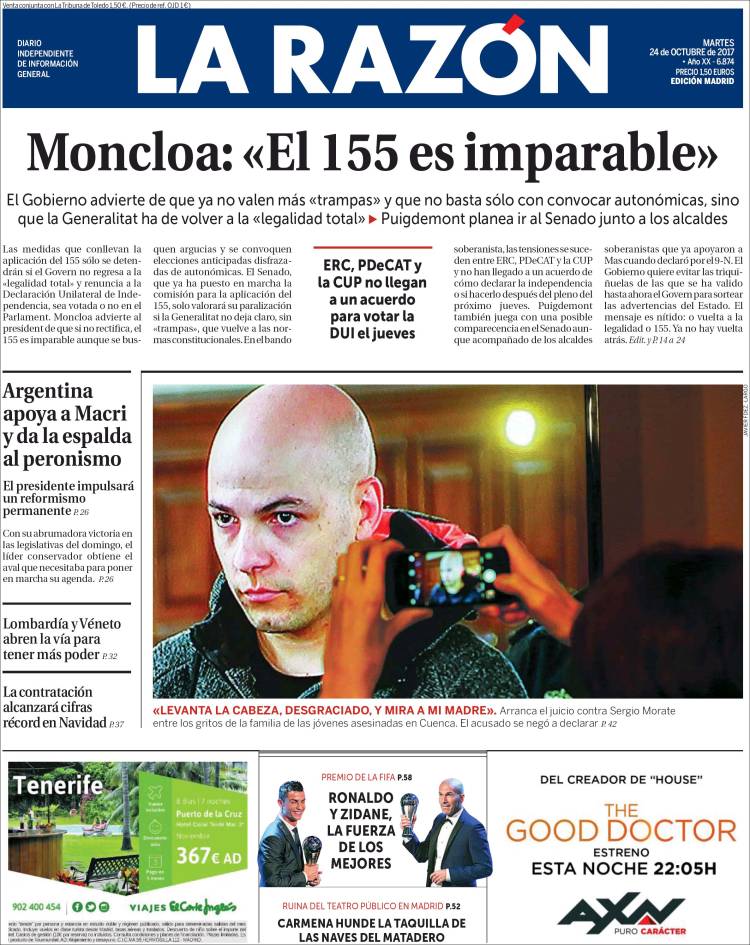 Venta conjunta con La Tribuna de Toledo 1,50 €. (Precio de ref. OJD 1 €)
DIARIO
INDEPENDIENTE
DE INFORMACIÓN
GENERAL
LA RAZÓN
MARTES
24 de OCTUBRE de 2017
• Año XX - 6.874
PRECIO 1,50 EUROS
EDICIÓN MADRID
Moncloa: «El 155 es imparable»
El Gobierno advierte de que ya no valen más «trampas» y que no basta sólo con convocar autonómicas, sino
que la Generalitat ha de volver a la «legalidad total» ▶ Puigdemont planea ir al Senado junto a los alcaldes
Las medidas que conllevan la
aplicación del 155 sólo se deten-
drán si el Govern no regresa a la
«legalidad total» y renuncia a la
Declaración Unilateral de Inde-
pendencia, sea votada o no en el
Parlament. Moncloa advierte al
president de que si no rectifica, el
155 es imparable aunque se bus-
quen argucias y se convoquen
elecciones anticipadas disfraza-
das de autonómicas. El Senado,
que ya ha puesto en marcha la
comisión para la aplicación del
155, solo valorará su paralización
si la Generalitat no deja claro, sin
«trampas», que vuelve a las nor-
mas constitucionales. En el bando
ERC, PDeCAT y
la CUP no llegan
a un acuerdo
para votar la
DUI el jueves
soberanista, las tensiones se suce-
den entre ERC, PDeCAT y la CUP
y no han llegado a un acuerdo de
cómo declarar la independencia
o si hacerlo después del pleno del
próximo jueves. Puigdemont
también juega con una posible
comparecencia en el Senado aun-
que acompañado de los alcaldes
soberanistas que ya apoyaron a
Mas cuando declaró por el 9-N. El
Gobierno quiere evitar las triqui-
ñuelas de las que se ha valido
hasta ahora el Govern para sortear
las advertencias del Estado. El
mensaje es nítido: o vuelta a la
legalidad o 155. Ya no hay vuelta
atrás. Edit. y P. 14 a 24
Argentina
apoya a Macri
y da la espalda
al peronismo
El presidente impulsará
un reformismo
permanente P.26
Con su abrumadora victoria en
las legislativas del domingo, el
líder conservador obtiene el
aval que necesitaba para poner
en marcha su agenda. P.26
Lombardía y Véneto
abren la vía para
tener más poder P.32
La contratación
alcanzará cifras
récord en Navidad P.37
JAVIER FDEZ - LARGO
«LEVANTA LA CABEZA, DESGRACIADO, Y MIRA A MI MADRE». Arranca el juicio contra Sergio Morate
entre los gritos de la familia de las jóvenes asesinadas en Cuenca. El acusado se negó a declarar P. 42
Tenerife
8 días | 7 noches
Puerto de la Cruz
Noviembre
367€ AD
902 400 454
VIAJES El Corte Inglés
PREMIO DE LA FIFA P.58
RONALDO
Y ZIDANE,
LA FUERZA
DE LOS
MEJORES
RUINA DEL TEATRO PÚBLICO EN MADRID P.52
CARMENA HUNDE LA TAQUILLA DE
LAS NAVES DEL MATADERO
DEL CREADOR DE “HOUSE”
THE
GOOD DOCTOR
ESTRENO
ESTA NOCHE 22:05H
AXN
PURO CARÁCTER